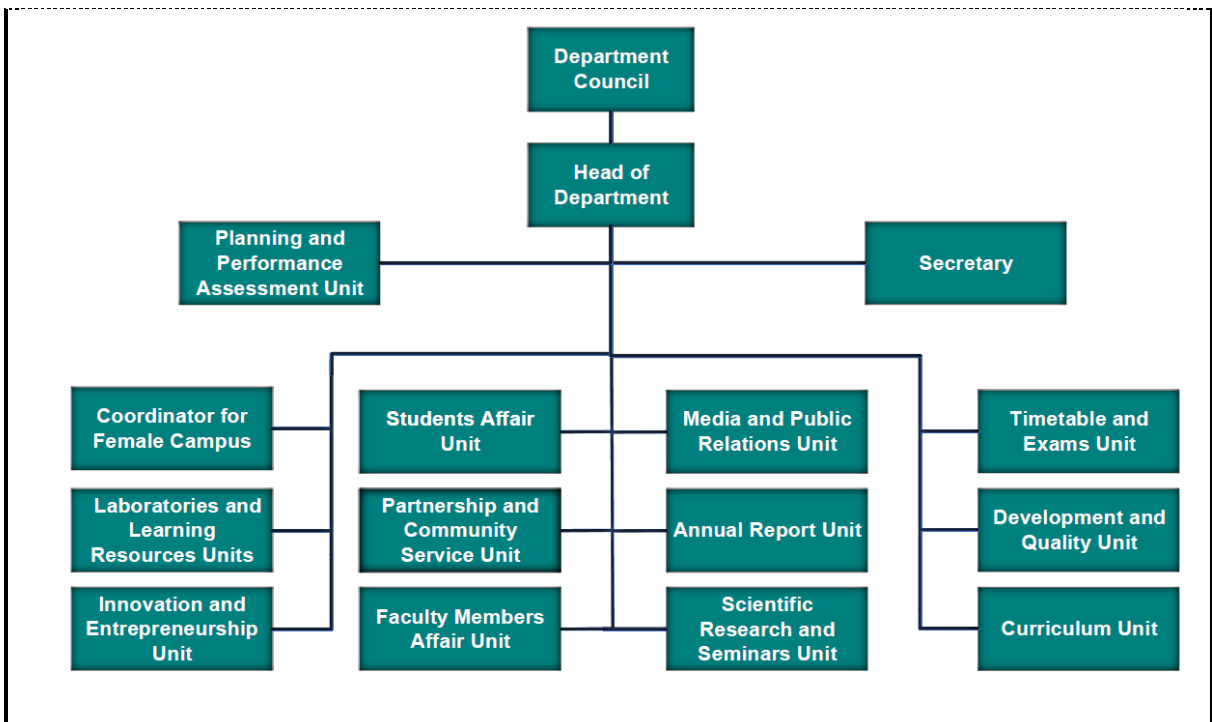 Department
Council
Head of
Department
Planning and
Performance
Assessment Unit
Secretary
Coordinator for
Female Campus
Students Affair
Unit
Media and Public
Relations Unit
Timetable and
Exams Unit
Laboratories and
Learning
Resources Units
Partnership and
Community
Service Unit
Annual Report Unit
Development and
Quality Unit
Innovation and
Entrepreneurship
Unit
Faculty Members
Affair Unit
Scientific
Research and
Seminars Unit
Curriculum Unit